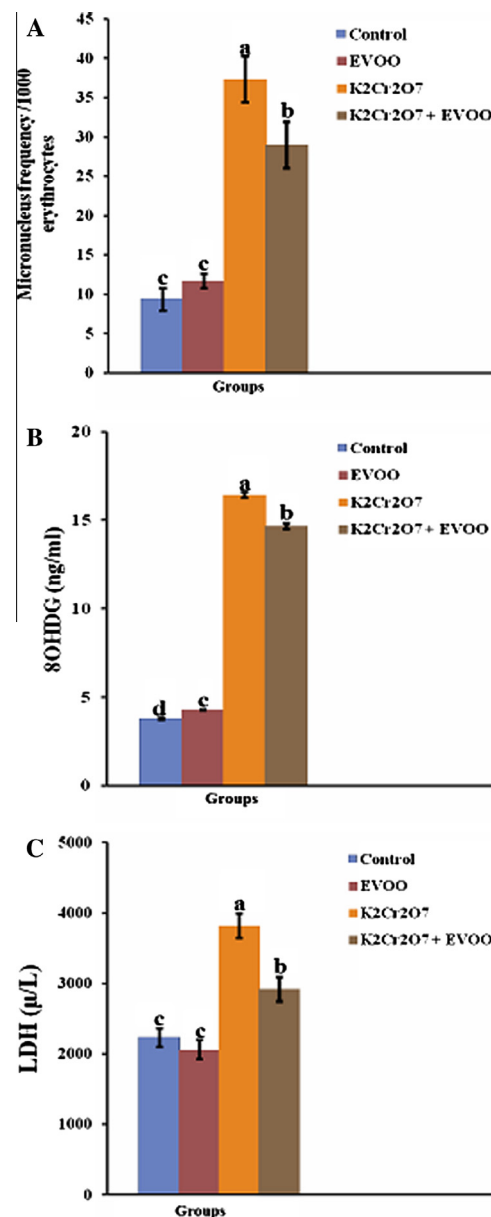 A
Micronucleus frequency/1000
erythrocytes
45
40
35
30
25
20
15
10
5
0
c
c
a
b
Control
EVOO
K2Cr2O7
K2Cr2O7 + EVOO
Groups
B
8OHDG (ng/ml)
20
15
10
5
0
d
c
a
b
Control
EVOO
K2Cr2O7
K2Cr2O7 + EVOO
Groups
C
LDH (µ/L)
5000
4000
3000
2000
1000
0
c
c
a
b
Control
EVOO
K2Cr2O7
K2Cr2O7 + EVOO
Groups